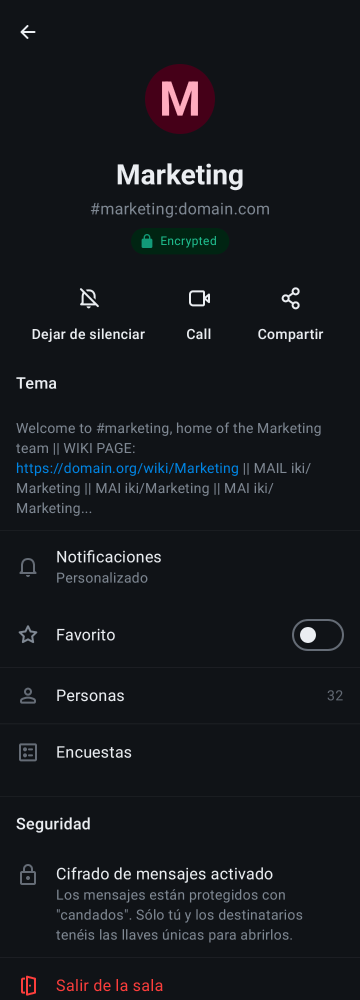 M
Marketing
#marketing:domain.com
Encrypted
Dejar de silenciar
Call
Compartir
Tema
Welcome to #marketing, home of the Marketing
team || WIKI PAGE:
https://domain.org/wiki/Marketing || MAIL iki/
Marketing || MAI iki/Marketing || MAI iki/
Marketing...
Notificaciones
Personalizado
Favorito
Personas
32
Encuestas
Seguridad
Cifrado de mensajes activado
Los mensajes están protegidos con
"candados". Sólo tú y los destinatarios
tenéis las llaves únicas para abrirlos.
Salir de la sala